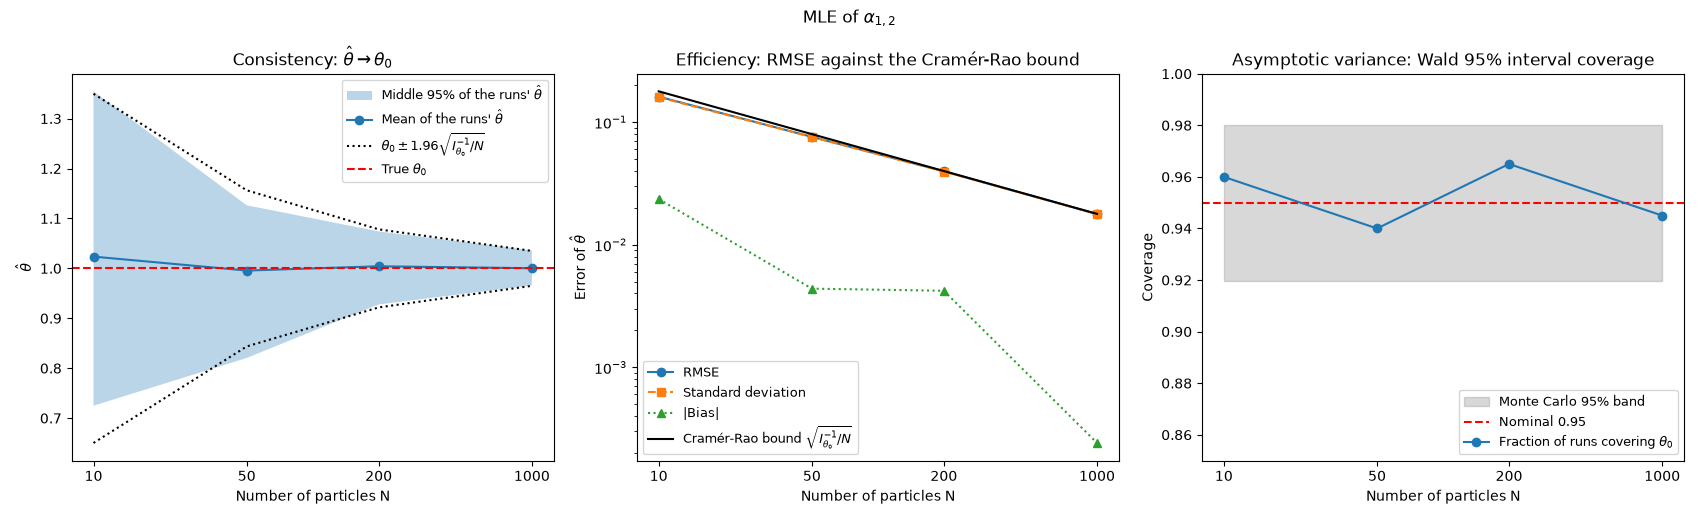 MLE of α₁,₂
Consistency: θ̂ → θ₀
1.3
1.2
1.1
1.0
0.9
0.8
0.7
θ̂
10
50
200
1000
Number of particles N
Middle 95% of the runs' θ̂
Mean of the runs' θ̂
θ₀ ± 1.96√(I⁻¹_θ₀/N)
True θ₀
Efficiency: RMSE against the Cramér-Rao bound
10⁻¹
10⁻²
10⁻³
Error of θ̂
10
50
200
1000
Number of particles N
RMSE
Standard deviation
|Bias|
Cramér-Rao bound √(I⁻¹_θ₀/N)
Asymptotic variance: Wald 95% interval coverage
1.00
0.98
0.96
0.94
0.92
0.90
0.88
0.86
Coverage
10
50
200
1000
Number of particles N
Monte Carlo 95% band
Nominal 0.95
Fraction of runs covering θ₀